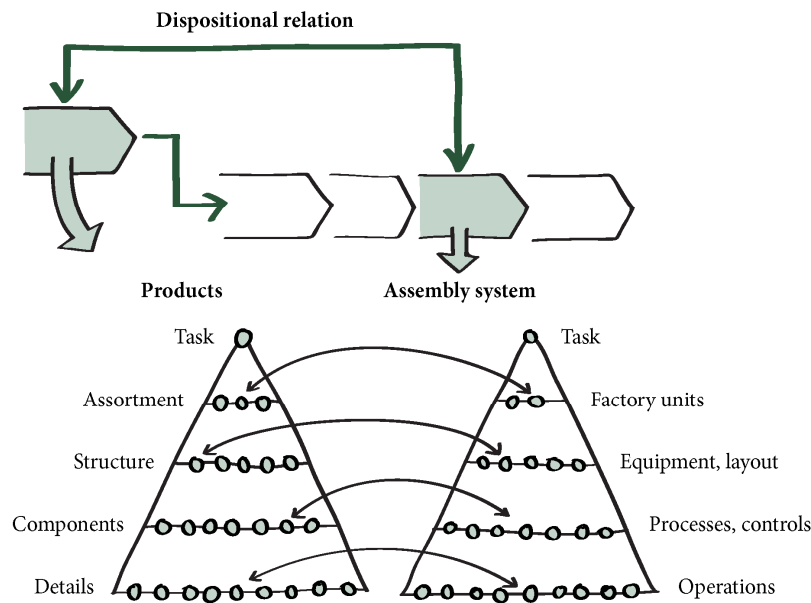 Dispositional relation
Products
Assembly system
Task
Task
Assortment
Factory units
Structure
Equipment, layout
Components
Processes, controls
Details
Operations